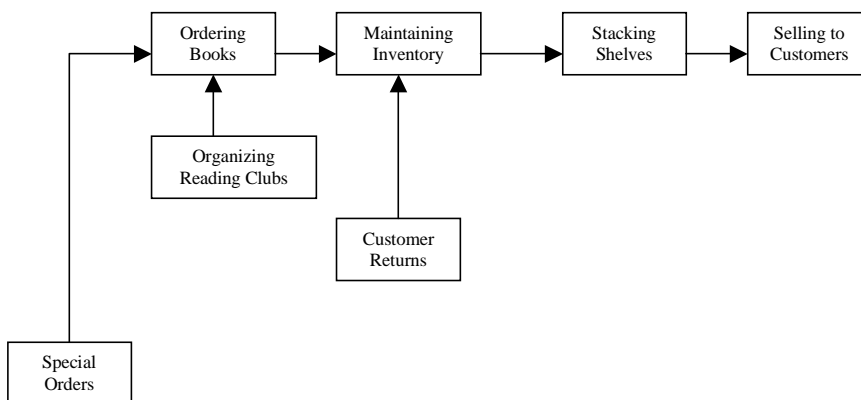 Ordering
Books
Maintaining
Inventory
Stacking
Shelves
Selling to
Customers
Organizing
Reading Clubs
Customer
Returns
Special
Orders